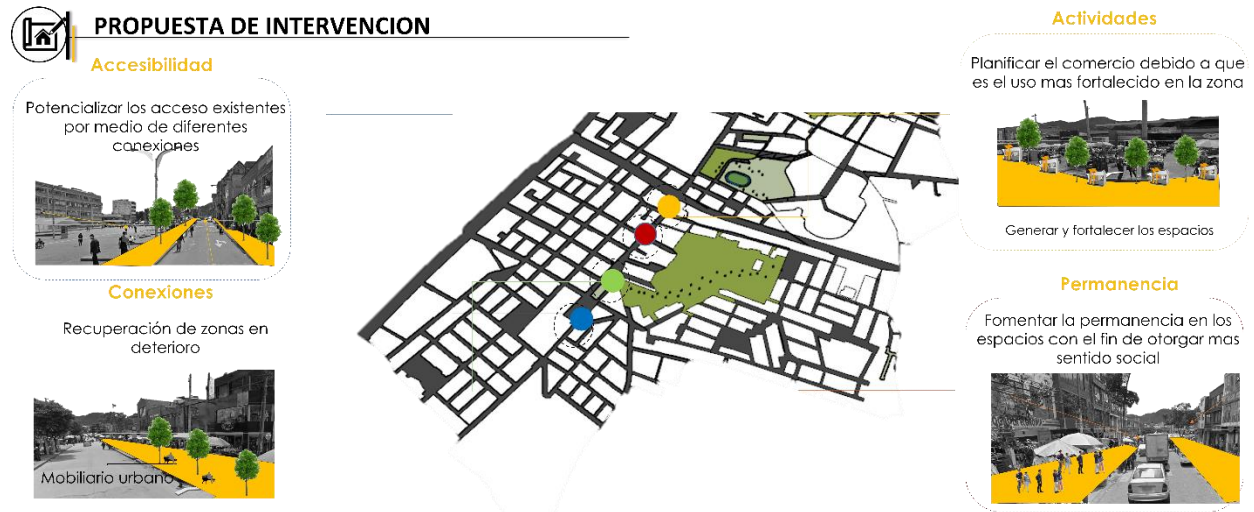 PROPUESTA DE INTERVENCION
Accesibilidad
Potencializar los acceso existentes
por medio de diferentes
conexiones
Conexiones
Recuperación de zonas en
deterioro
Mobiliario urbano
Actividades
Planificar el comercio debido a que
es el uso mas fortalecido en la zona
Generar y fortalecer los espacios
Permanencia
Fomentar la permanencia en los
espacios con el fin de otorgar mas
sentido social